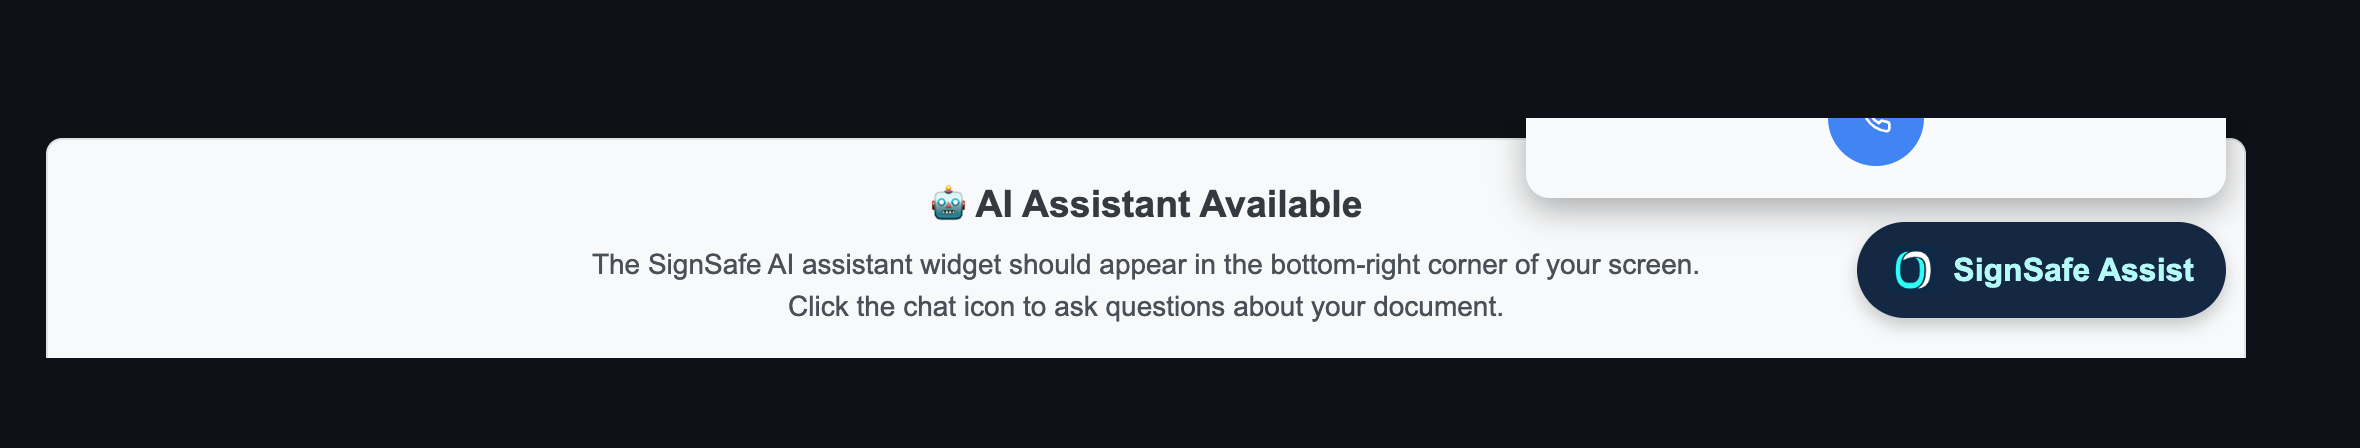 🤖 AI Assistant Available
The SignSafe AI assistant widget should appear in the bottom-right corner of your screen.
Click the chat icon to ask questions about your document.
SignSafe Assist